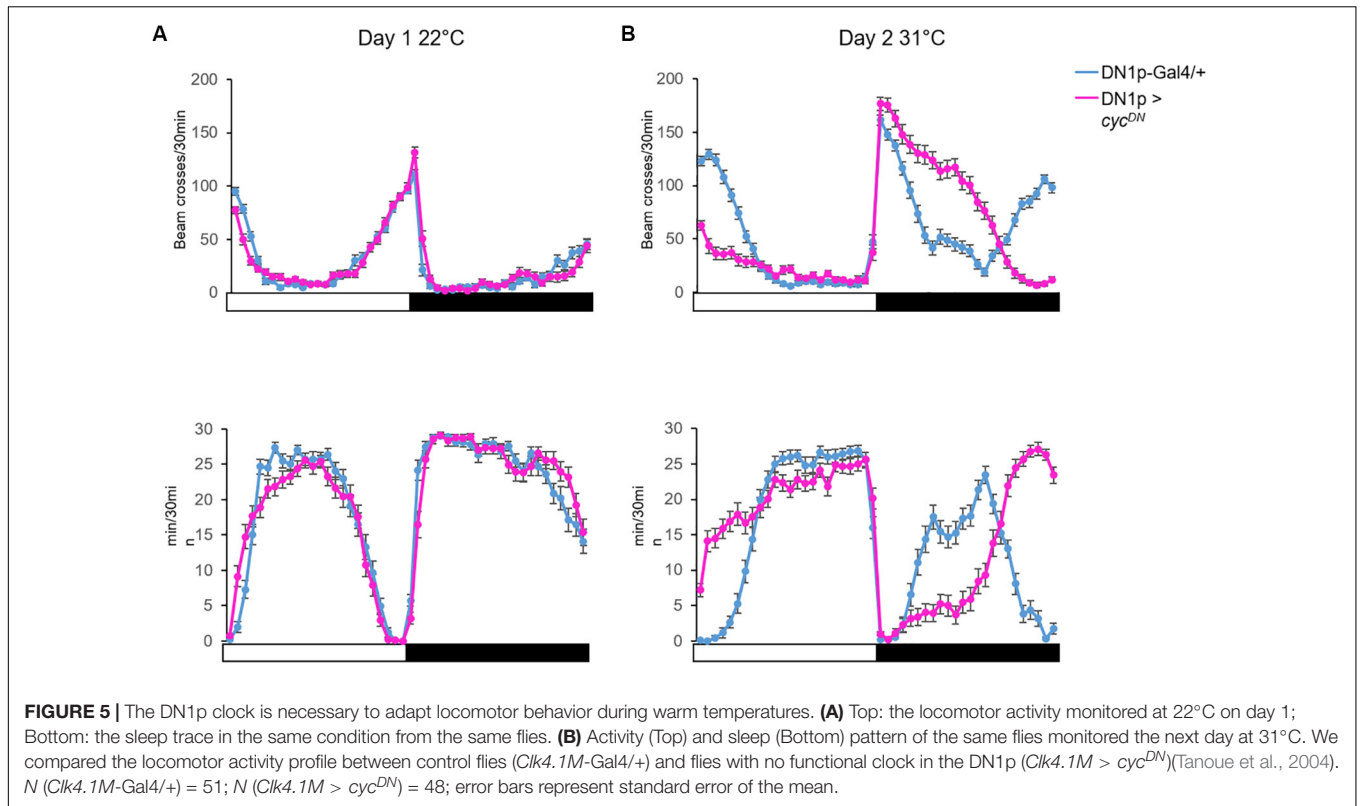 A
Day 1 22°C
B
Day 2 31°C
DN1p-Gal4/+
DN1p >
cycDN
200
150
100
50
0
Beam crosses/30min
200
150
100
50
0
Beam crosses/30min
30
25
20
15
10
5
0
min/30mi
n
30
25
20
15
10
5
0
min/30mi
n
FIGURE 5 | The DN1p clock is necessary to adapt locomotor behavior during warm temperatures. (A) Top: the locomotor activity monitored at 22°C on day 1;
Bottom: the sleep trace in the same condition from the same flies. (B) Activity (Top) and sleep (Bottom) pattern of the same flies monitored the next day at 31°C. We
compared the locomotor activity profile between control flies (Clk4.1M-Gal4/+) and flies with no functional clock in the DN1p (Clk4.1M > cycDN)(Tanoue et al., 2004).
N (Clk4.1M-Gal4/+) = 51; N (Clk4.1M > cycDN) = 48; error bars represent standard error of the mean.